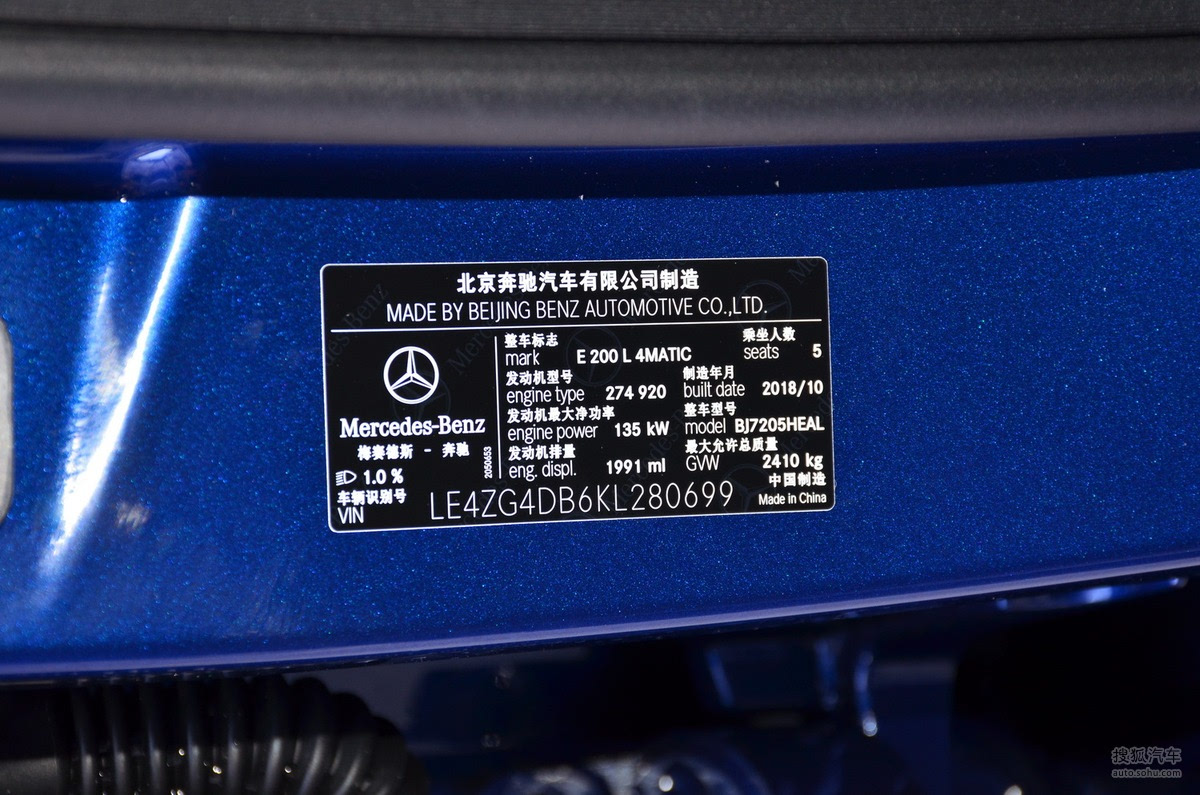 北京奔驰汽车有限公司制造
MADE BY BEIJING BENZ AUTOMOTIVE CO.,LTD.
Mercedes-Benz
梅赛德斯 - 奔驰
1.0 %
2050653
整车标志
mark E 200 L 4MATIC
乘坐人数
seats 5
发动机型号
engine type 274 920
制造年月
built date 2018/10
发动机最大净功率
engine power 135 kW
整车型号
model BJ7205HEAL
发动机排量
eng. displ. 1991 ml
最大允许总质量
GVW 2410 kg
车辆识别号
VIN LE4ZG4DB6KL280699
中国制造
Made in China
搜狐汽车
auto.sohu.com